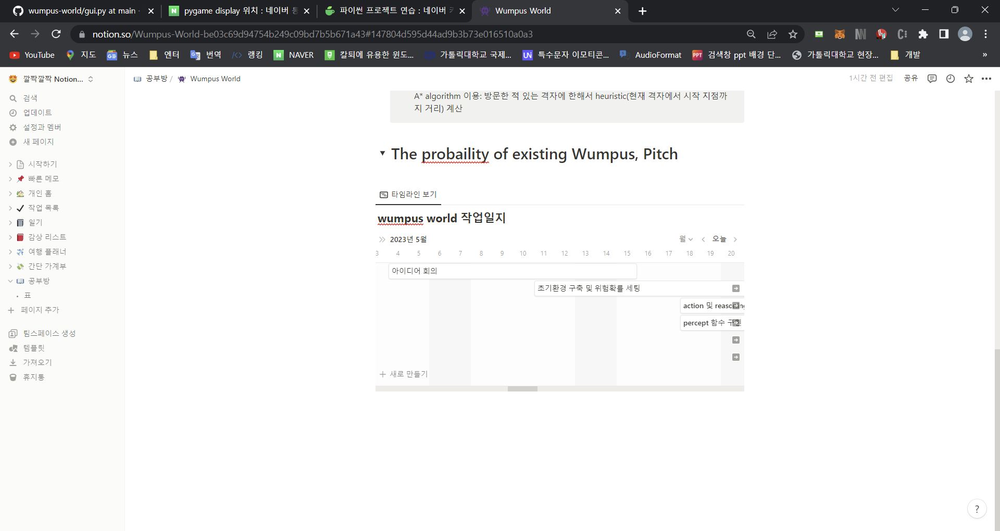 wumpus-world/gui.py at main
pygame display 위치 : 네이버 통
파이썬 프로젝트 연습 : 네이버 카
Wumpus World
notion.so/Wumpus-World-be03c69d94754b249c09bd7b5b671a43#147804d595d44ad9b3b73e016510a0a3
YouTube 지도 뉴스 엔터 번역 랭킹 NAVER 칼퇴에 유용한 윈도... 가톨릭대학교 국제... 특수문자 이모티콘... AudioFormat 검색창 ppt 배경 단... 가톨릭대학교 현장... 개발 »
깔짝깔짝 Notion...
공부방 / Wumpus World
1시간 전 편집 공유
검색
업데이트
설정과 멤버
새 페이지
시작하기
빠른 메모
개인 홈
작업 목록
일기
감상 리스트
여행 플래너
간단 가계부
공부방
표
페이지 추가
팀스페이스 생성
템플릿
가져오기
휴지통
A* algorithm 이용: 방문한 적 있는 격자에 한해서 heuristic(현재 격자에서 시작 지점까
지 거리) 계산
The probaility of existing Wumpus, Pitch
타임라인 보기
wumpus world 작업일지
2023년 5월 월 오늘
3 4 5 6 7 8 9 10 11 12 13 14 15 16 17 18 19 20
아이디어 회의
초기환경 구축 및 위험확률 세팅
action 및 reasoning
percept 함수 구현
새로 만들기
?